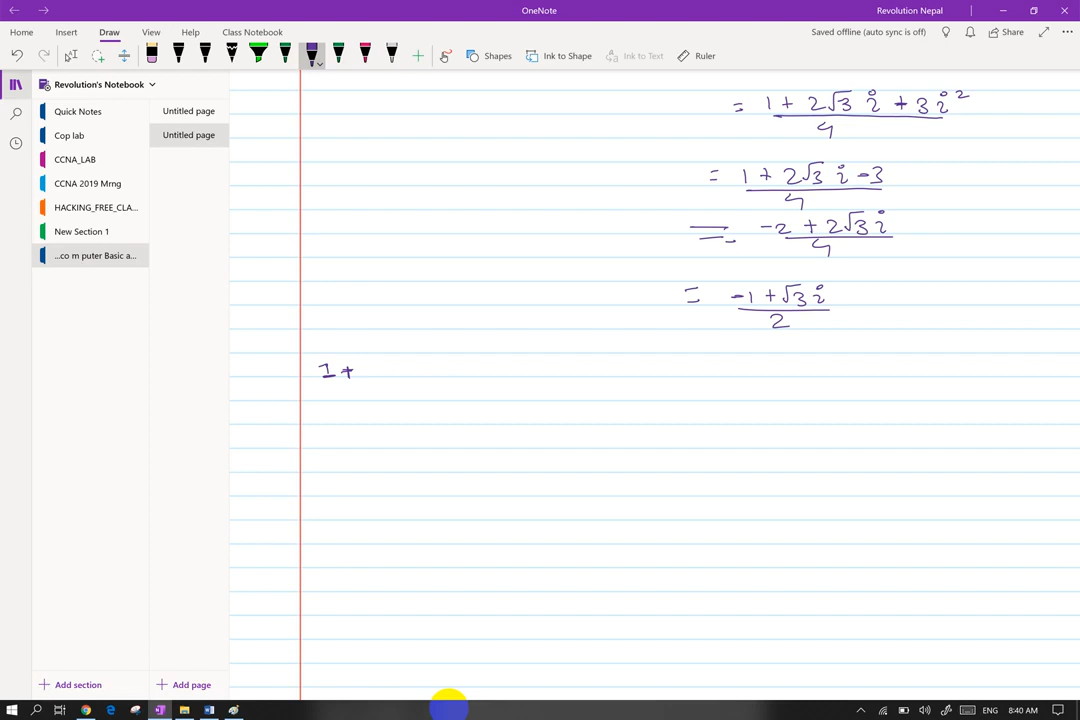 OneNote
Revolution Nepal
Home Insert Draw View Help Class Notebook
Saved offline (auto sync is off)
Share
Shapes
Ink to Shape
Ink to Text
Ruler
Revolution's Notebook
Quick Notes
Cop lab
CCNA_LAB
CCNA 2019 Mrng
HACKING_FREE_CLA...
New Section 1
...co m puter Basic a...
Untitled page
Untitled page
= 1 + 2√3 i + 3 i²
4
= 1 + 2√3 i - 3
4
= -2 + 2√3 i
4
= -1 + √3 i
2
1 +
Add section
Add page
ENG
8:40 AM